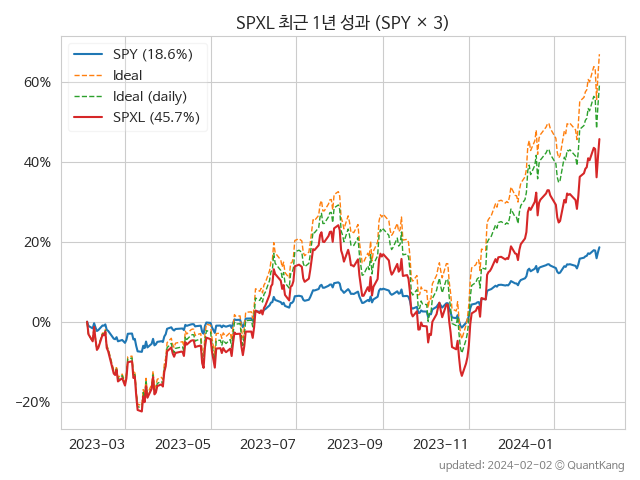 SPXL 최근 1년 성과 (SPY × 3)
SPY (18.6%)
Ideal
Ideal (daily)
SPXL (45.7%)
60%
40%
20%
0%
−20%
2023-03 2023-05 2023-07 2023-09 2023-11 2024-01
updated: 2024-02-02 © QuantKang